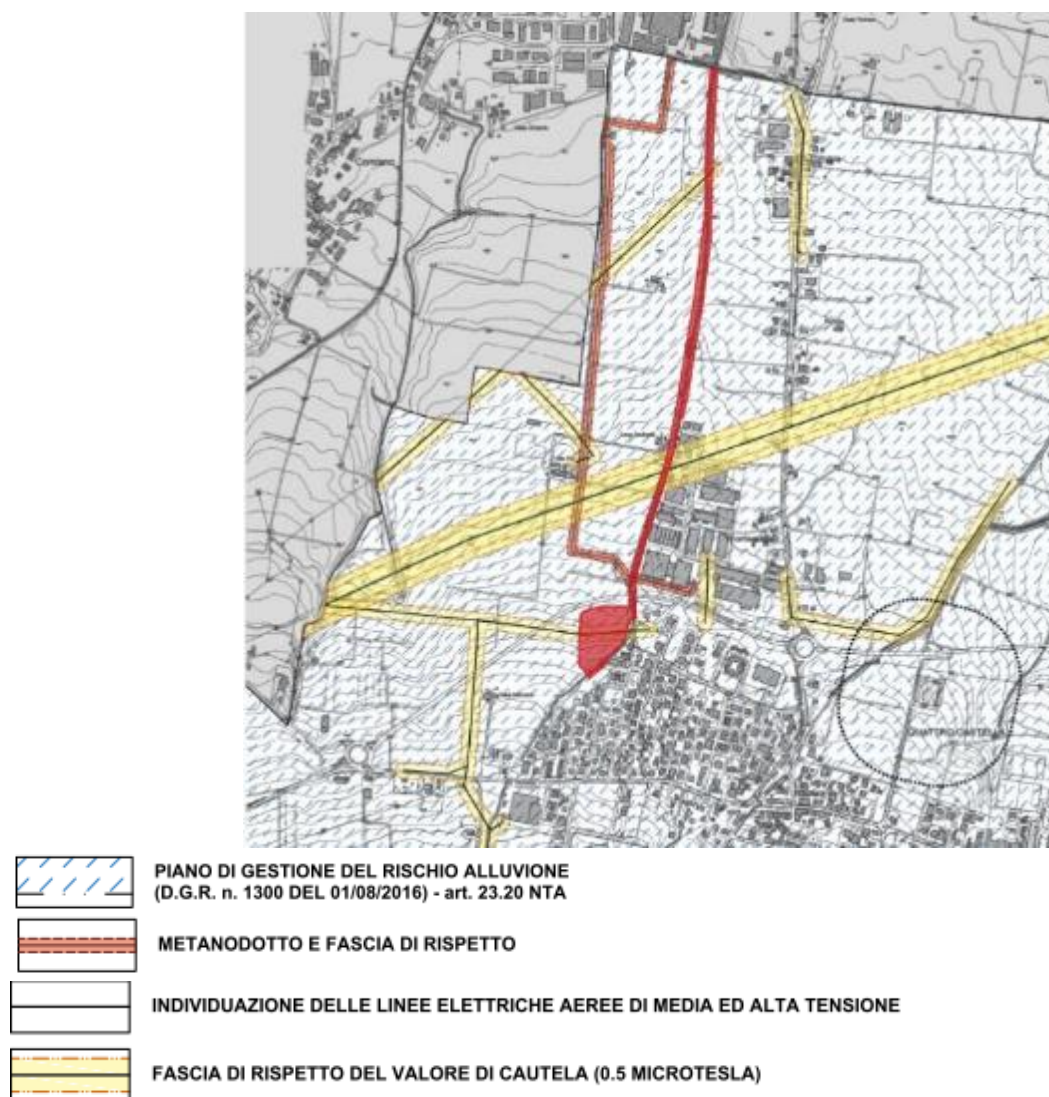 QUATTRO CASTELLA
PIANO DI GESTIONE DEL RISCHIO ALLUVIONE
(D.G.R. n. 1300 DEL 01/08/2016) - art. 23.20 NTA
METANODOTTO E FASCIA DI RISPETTO
INDIVIDUAZIONE DELLE LINEE ELETTRICHE AEREE DI MEDIA ED ALTA TENSIONE
FASCIA DI RISPETTO DEL VALORE DI CAUTELA (0.5 MICROTESLA)